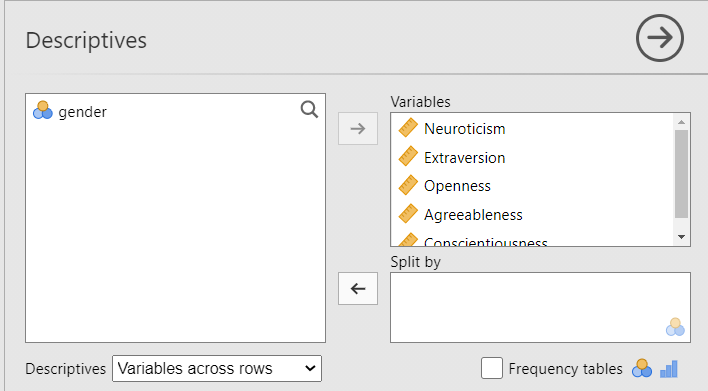 Descriptives
gender
Variables
Neuroticism
Extraversion
Openness
Agreeableness
Conscientiousness
Split by
Descriptives
Variables across rows
Frequency tables